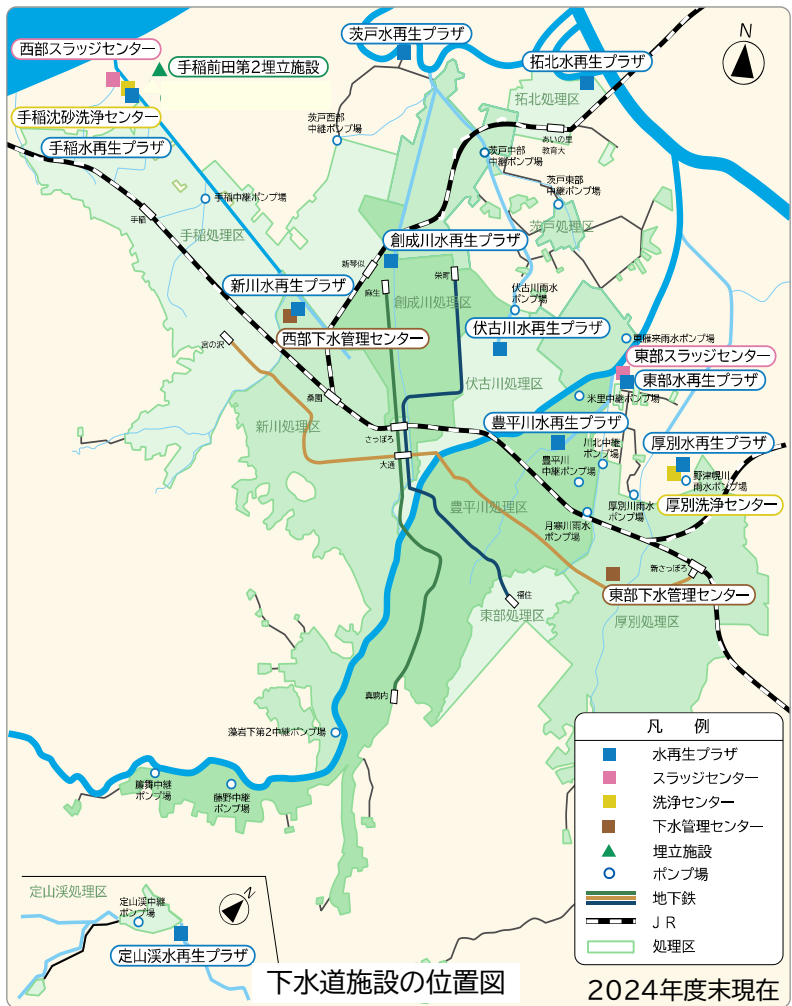 茨戸水再生プラザ
N
西部スラッジセンター
手稲前田第2埋立施設
拓北水再生プラザ
拓北処理区
手稲沈砂洗浄センター
茨戸西部
中継ポンプ場
あいの里
教育大
手稲水再生プラザ
茨戸中部
中継ポンプ場
茨戸東部
中継ポンプ場
手稲中継ポンプ場
手稲
手稲処理区
茨戸処理区
創成川水再生プラザ
新琴似
栄町
新川水再生プラザ
麻生
創成川処理区
伏古川雨水
ポンプ場
伏古川水再生プラザ
西部下水管理センター
宮の沢
東雁来雨水ポンプ場
東部スラッジセンター
伏古川処理区
東部水再生プラザ
桑園
米里中継ポンプ場
新川処理区
さっぽろ
豊平川水再生プラザ
大通
川北中継
ポンプ場
厚別水再生プラザ
豊平川
中継ポンプ場
野津幌川
雨水ポンプ場
豊平川処理区
厚別川雨水
ポンプ場
厚別洗浄センター
月寒川雨水
ポンプ場
新さっぽろ
福住
東部下水管理センター
東部処理区
厚別処理区
真駒内
藻岩下第2中継ポンプ場
簾舞中継
ポンプ場
藤野中継
ポンプ場
凡 例
水再生プラザ
スラッジセンター
洗浄センター
下水管理センター
埋立施設
ポンプ場
地下鉄
JR
処理区
定山渓処理区
N
定山渓中継
ポンプ場
定山渓水再生プラザ
下水道施設の位置図
2024年度末現在